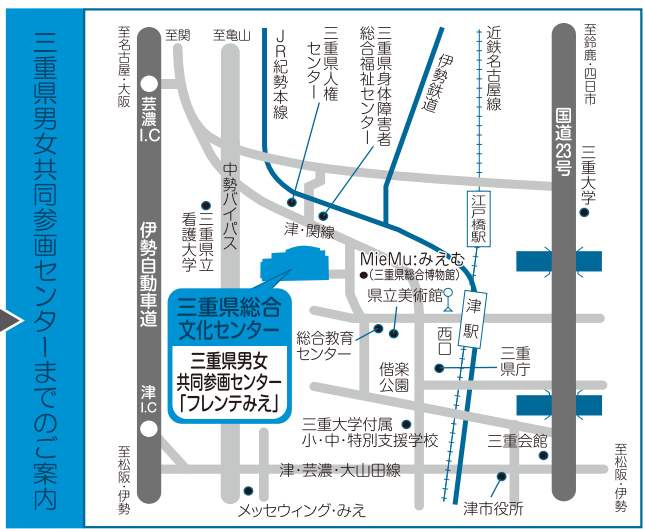 三重県男女共同参画センターまでのご案内
至名古屋・大阪
至関
至亀山
JR紀勢本線
三重県人権
センター
三重県身体障害者
総合福祉センター
伊勢鉄道
近鉄名古屋線
至鈴鹿・四日市
芸濃
I.C
国道23号
中勢バイパス
三重大学
三重県立
看護大学
津・関線
江戸橋駅
伊勢自動車道
MieMu:みえむ
(三重県総合博物館)
県立美術館
三重県総合
文化センター
津駅
西口
総合教育
センター
三重県男女
共同参画センター
「フレンテみえ」
偕楽
公園
三重
県庁
津
I.C
三重大学付属
小・中・特別支援学校
三重会館
至松阪・伊勢
津・芸濃・大山田線
至松阪・伊勢
メッセウィング・みえ
津市役所